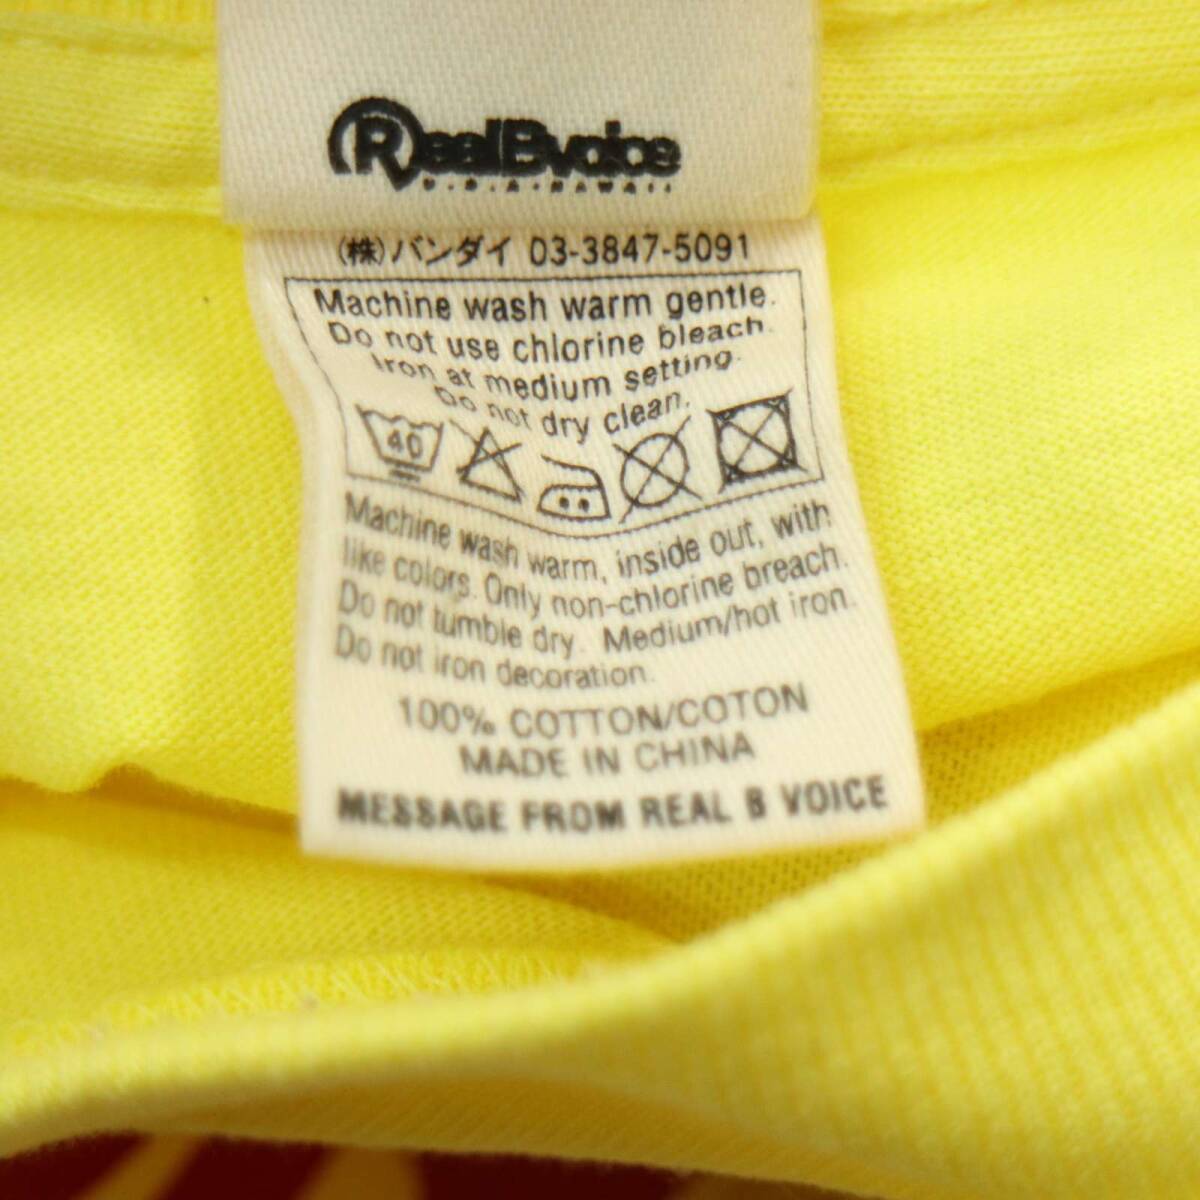 RealBvoice
U.S.A・HAWAII
(株)バンダイ 03-3847-5091
Machine wash warm gentle.
Do not use chlorine bleach.
Iron at medium setting.
Do not dry clean.
40
Machine wash warm, inside out, with
like colors. Only non-chlorine breach.
Do not tumble dry. Medium/hot iron.
Do not iron decoration.
100% COTTON/COTON
MADE IN CHINA
MESSAGE FROM REAL B VOICE